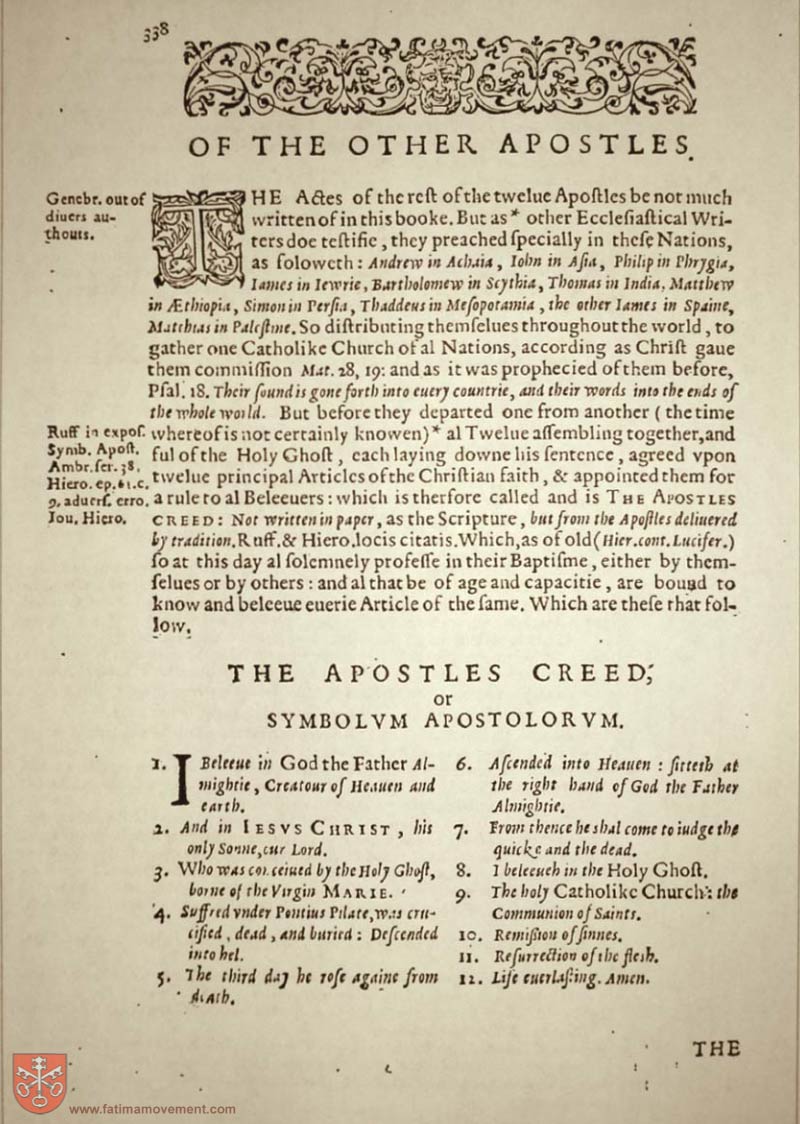 338
OF THE OTHER APOSTLES.
Genebr. out of
diuers au-
thours.
THE Actes of the reſt of the twelue Apoſtles be not much
written of in this booke. But as * other Eccleſiaſtical Wri-
ters doe teſtifie, they preached ſpecially in theſe Nations,
as foloweth: Andrew in Achaia, Iohn in Aſia, Philip in Phrygia,
Iames in Iewrie, Bartholomew in Scythia, Thomas in India, Matthew
in Æthiopia, Simon in Perſia, Thaddeus in Meſopotamia, the other Iames in Spaine,
Matthias in Paleſtine. So diſtributing themſelues throughout the world, to
gather one Catholike Church of al Nations, according as Chriſt gaue
them commiſſion Mat. 28, 19: and as it was prophecied of them before,
Pſal. 18. Their ſound is gone forth into euery countrie, and their words into the ends of
the whole world. But before they departed one from another (the time
Ruff in expoſ.
Symb. Apoſt.
Ambr. ſer. 38.
Hiero. ep. 61. c.
9. aduerſ. erro.
Iou. Hiero.
whereof is not certainly knowen) * al Twelue aſſembling together, and
ful of the Holy Ghoſt, each laying downe his ſentence, agreed vpon
twelue principal Articles of the Chriſtian faith, & appointed them for
a rule to al Beleeuers: which is therfore called and is THE APOSTLES
CREED: Not written in paper, as the Scripture, but from the Apoſtles deliuered
by tradition. Ruff. & Hiero. locis citatis. Which, as of old (Hier. cont. Lucifer.)
ſo at this day al ſolemnely profeſſe in their Baptiſme, either by them-
ſelues or by others: and al that be of age and capacitie, are bound to
know and beleeue euerie Article of the ſame. Which are theſe that fol-
low.
THE APOSTLES CREED,
or
SYMBOLVM APOSTOLORVM.
1. I Beleeue in God the Father Al-
mightie, Creatour of Heauen and
earth.
2. And in IESVS CHRIST, his
only Sonne, our Lord.
3. Who was conceiued by the Holy Ghoſt,
borne of the Virgin MARIE.
4. Suffred vnder Pontius Pilate, was cru-
cified, dead, and buried: Deſcended
into hel.
5. The third day he roſe againe from
death.
6. Aſcended into Heauen: ſitteth at
the right hand of God the Father
Almightie.
7. From thence he shal come to iudge the
quicke and the dead.
8. I beleeueh in the Holy Ghoſt.
9. The holy Catholike Church: the
Communion of Saints.
10. Remiſſion of ſinnes.
11. Reſurrection of the flesh.
12. Life euerlaſting. Amen.
THE
www.fatimamovement.com